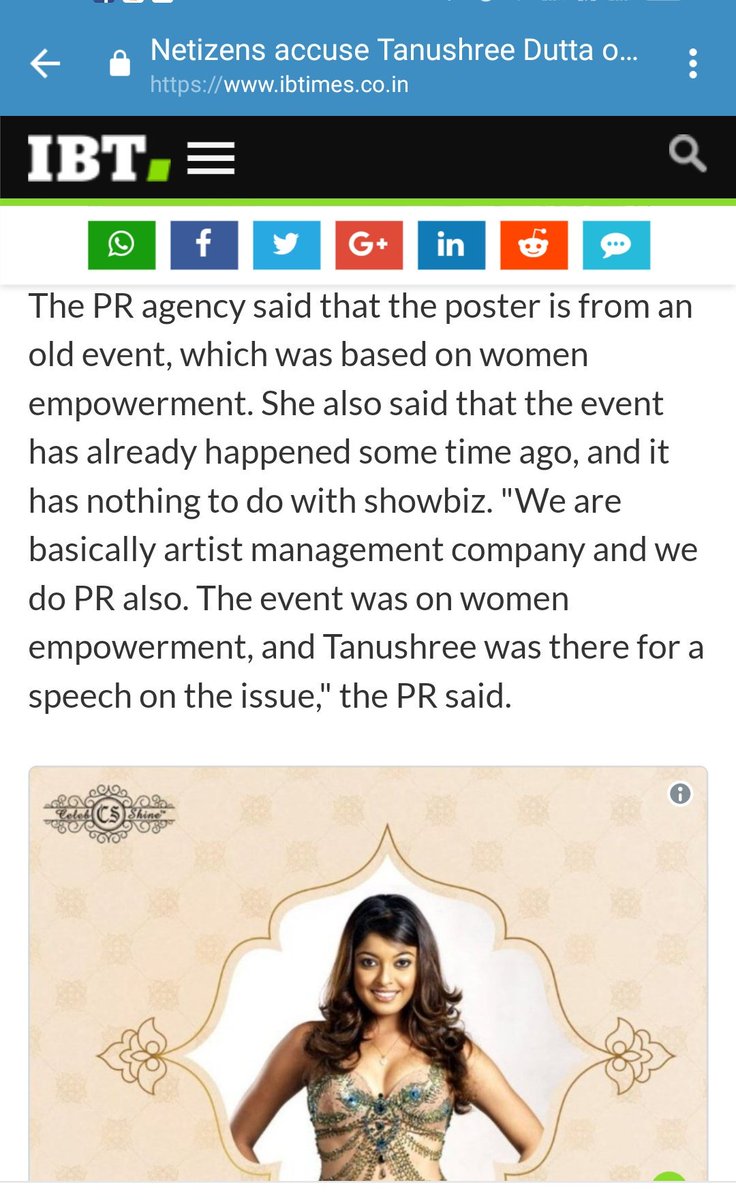 Netizens accuse Tanushree Dutta o...
https://www.ibtimes.co.in
IBT
f
G+
in
The PR agency said that the poster is from an
old event, which was based on women
empowerment. She also said that the event
has already happened some time ago, and it
has nothing to do with showbiz. "We are
basically artist management company and we
do PR also. The event was on women
empowerment, and Tanushree was there for a
speech on the issue," the PR said.
Celeb CS Shine™